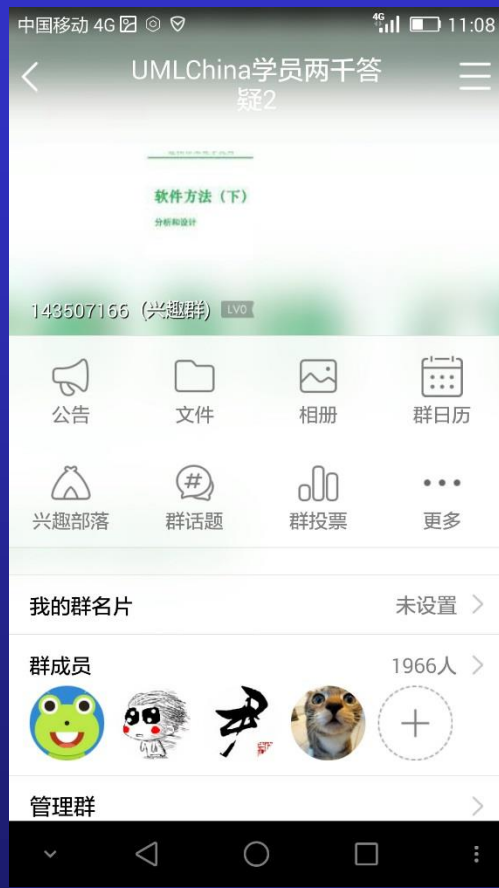 中国移动 4G
4G
11:08
UMLChina学员两千答
疑2
软件方法（下）
分析和设计
143507166 (兴趣群) LV0
公告 文件 相册 群日历
兴趣部落 群话题 群投票 更多
我的群名片 未设置
群成员 1966人
管理群